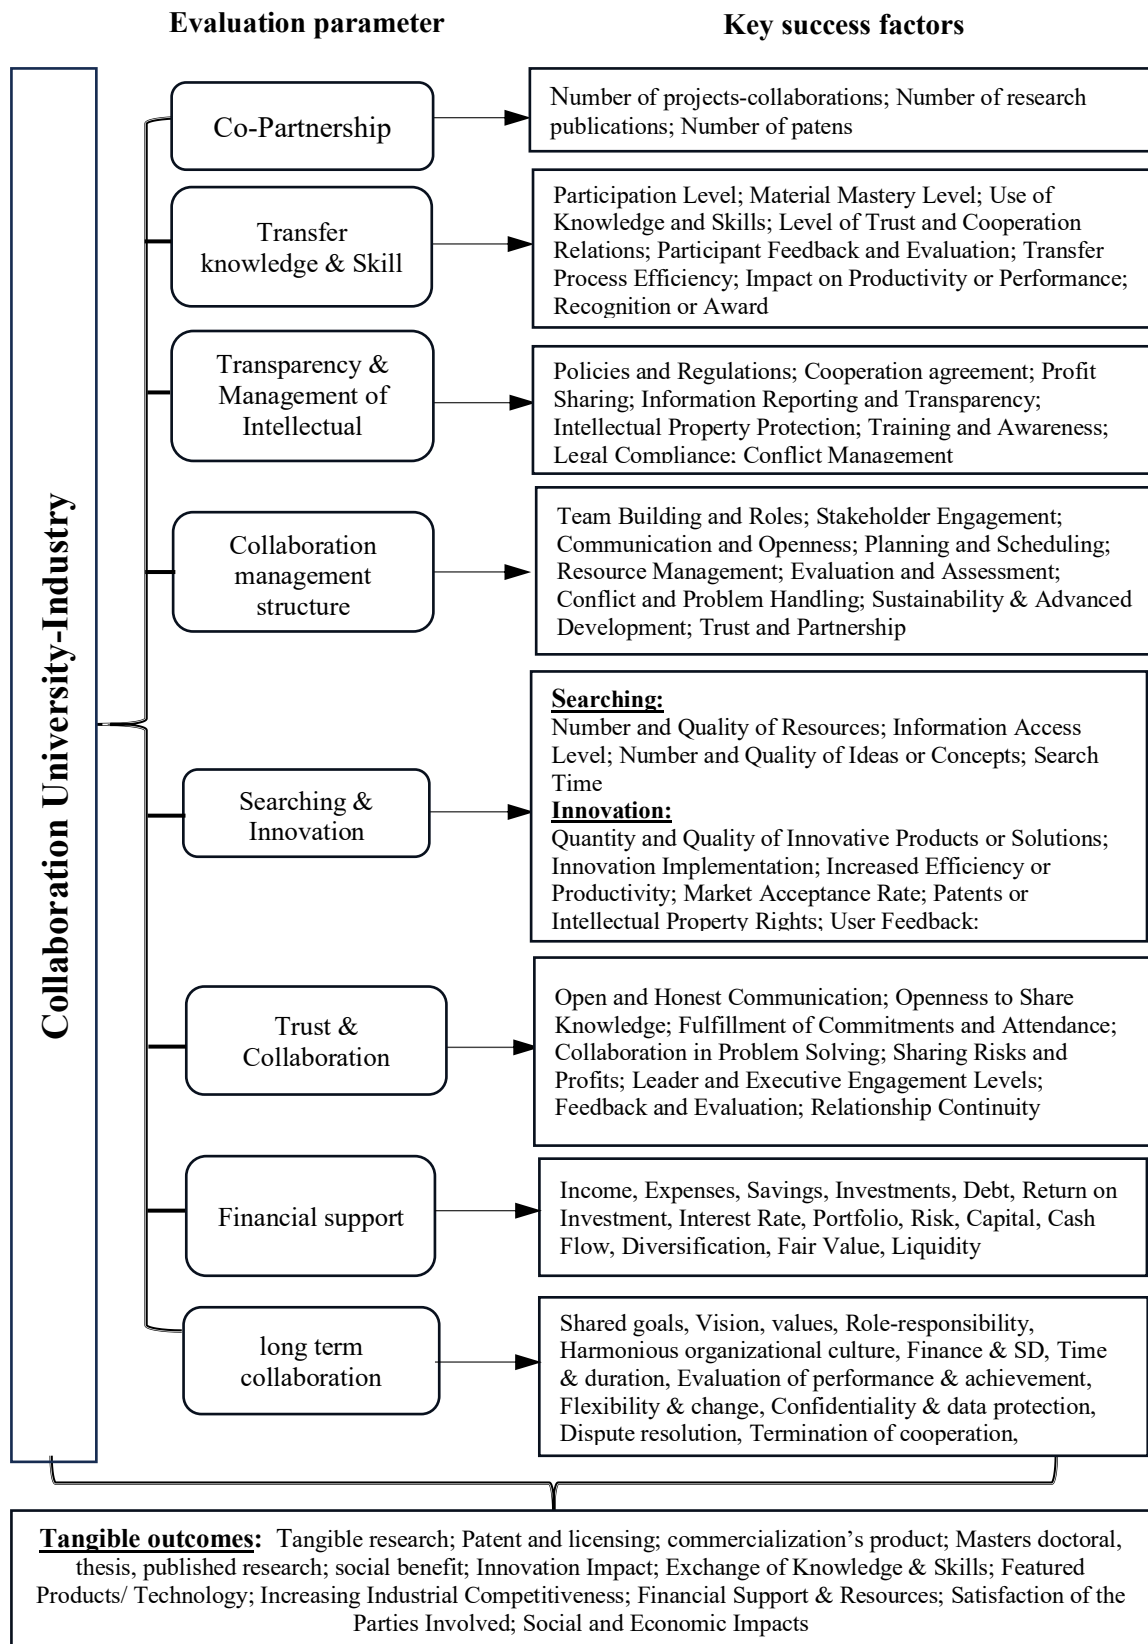 Evaluation parameter
Key success factors
Collaboration University-Industry
Co-Partnership
Number of projects-collaborations; Number of research
publications; Number of patens
Transfer
knowledge & Skill
Participation Level; Material Mastery Level; Use of
Knowledge and Skills; Level of Trust and Cooperation
Relations; Participant Feedback and Evaluation; Transfer
Process Efficiency; Impact on Productivity or Performance;
Recognition or Award
Transparency &
Management of
Intellectual
Policies and Regulations; Cooperation agreement; Profit
Sharing; Information Reporting and Transparency;
Intellectual Property Protection; Training and Awareness;
Legal Compliance; Conflict Management
Collaboration
management
structure
Team Building and Roles; Stakeholder Engagement;
Communication and Openness; Planning and Scheduling;
Resource Management; Evaluation and Assessment;
Conflict and Problem Handling; Sustainability & Advanced
Development; Trust and Partnership
Searching &
Innovation
Searching:
Number and Quality of Resources; Information Access
Level; Number and Quality of Ideas or Concepts; Search
Time
Innovation:
Quantity and Quality of Innovative Products or Solutions;
Innovation Implementation; Increased Efficiency or
Productivity; Market Acceptance Rate; Patents or
Intellectual Property Rights; User Feedback;
Trust &
Collaboration
Open and Honest Communication; Openness to Share
Knowledge; Fulfillment of Commitments and Attendance;
Collaboration in Problem Solving; Sharing Risks and
Profits; Leader and Executive Engagement Levels;
Feedback and Evaluation; Relationship Continuity
Financial support
Income, Expenses, Savings, Investments, Debt, Return on
Investment, Interest Rate, Portfolio, Risk, Capital, Cash
Flow, Diversification, Fair Value, Liquidity
long term
collaboration
Shared goals, Vision, values, Role-responsibility,
Harmonious organizational culture, Finance & SD, Time
& duration, Evaluation of performance & achievement,
Flexibility & change, Confidentiality & data protection,
Dispute resolution, Termination of cooperation,
Tangible outcomes: Tangible research; Patent and licensing; commercialization's product; Masters doctoral,
thesis, published research; social benefit; Innovation Impact; Exchange of Knowledge & Skills; Featured
Products/ Technology; Increasing Industrial Competitiveness; Financial Support & Resources; Satisfaction of the
Parties Involved; Social and Economic Impacts